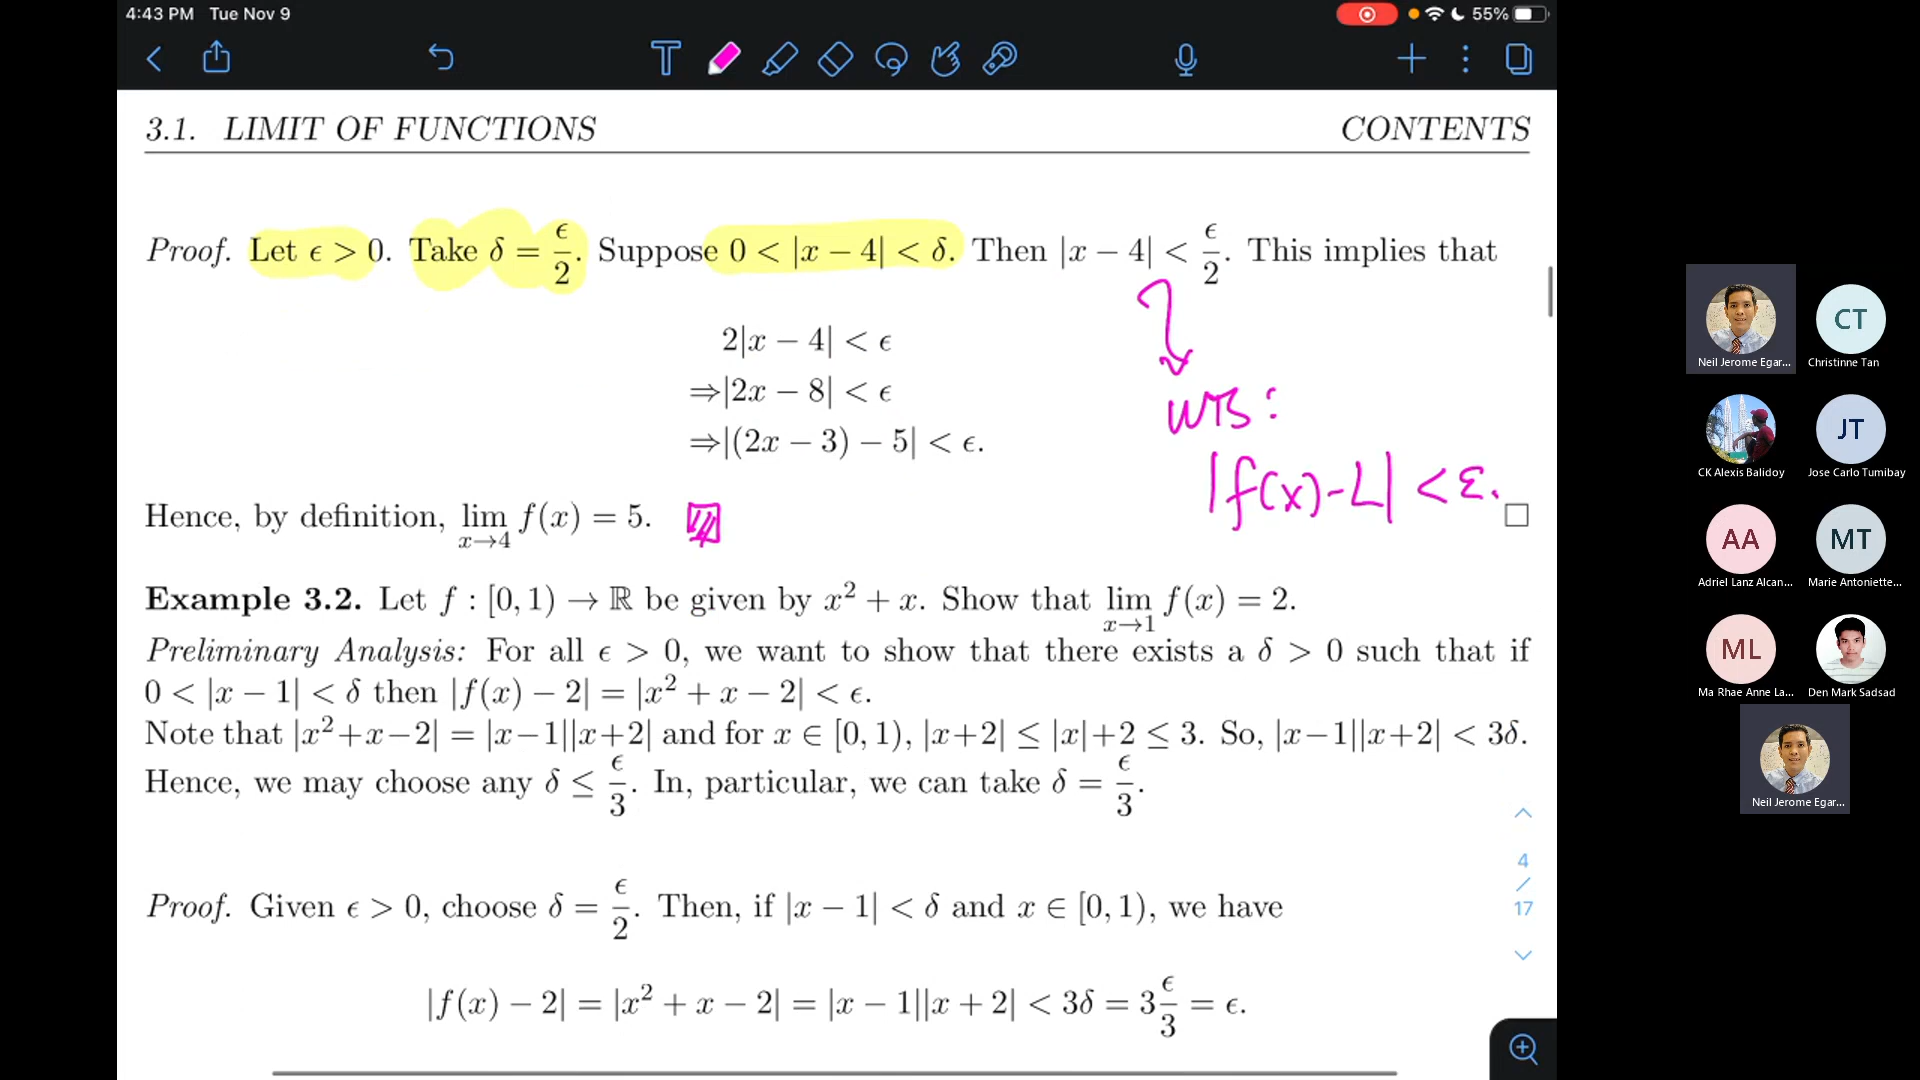 4:43 PM Tue Nov 9
55%
3.1. LIMIT OF FUNCTIONS CONTENTS
Proof. Let ϵ > 0. Take δ = ϵ/2. Suppose 0 < |x − 4| < δ. Then |x − 4| < ϵ/2. This implies that
2|x − 4| < ϵ
⇒|2x − 8| < ϵ
⇒|(2x − 3) − 5| < ϵ.
WTS:
|f(x)-L| < ε.
Hence, by definition, lim x→4 f(x) = 5. □
Example 3.2. Let f : [0, 1) → ℝ be given by x² + x. Show that lim x→1 f(x) = 2.
Preliminary Analysis: For all ϵ > 0, we want to show that there exists a δ > 0 such that if
0 < |x − 1| < δ then |f(x) − 2| = |x² + x − 2| < ϵ.
Note that |x²+x−2| = |x−1||x+2| and for x ∈ [0, 1), |x+2| ≤ |x|+2 ≤ 3. So, |x−1||x+2| < 3δ.
Hence, we may choose any δ ≤ ϵ/3. In, particular, we can take δ = ϵ/3.
Proof. Given ϵ > 0, choose δ = ϵ/2. Then, if |x − 1| < δ and x ∈ [0, 1), we have
|f(x) − 2| = |x² + x − 2| = |x − 1||x + 2| < 3δ = 3 ϵ/3 = ϵ.
4
/
17
Neil Jerome Egar...
CT
Christinne Tan
CK Alexis Balidoy
JT
Jose Carlo Tumibay
AA
Adriel Lanz Alcan...
MT
Marie Antoniette...
ML
Ma Rhae Anne La...
Den Mark Sadsad
Neil Jerome Egar...